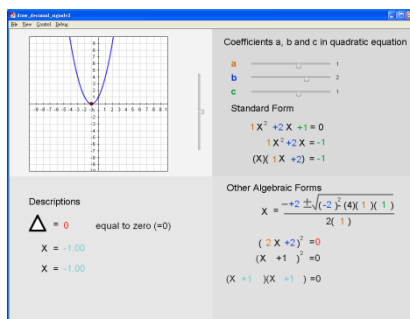 File View Control Debug
Coefficients a, b and c in quadratic equation
a 1
b 2
c 1
Standard Form
1X² +2X +1 = 0
1X²+2X = -1
(X)( 1X +2) = -1
Descriptions
Δ = 0 equal to zero (=0)
X = -1.00
X = -1.00
Other Algebraic Forms
X = −+2 ±√(-2 )²-(4)( 1 )( 1 )
2( 1 )
( 2X +2)² =0
(X +1 )² =0
(X +1 )(X +1 )=0